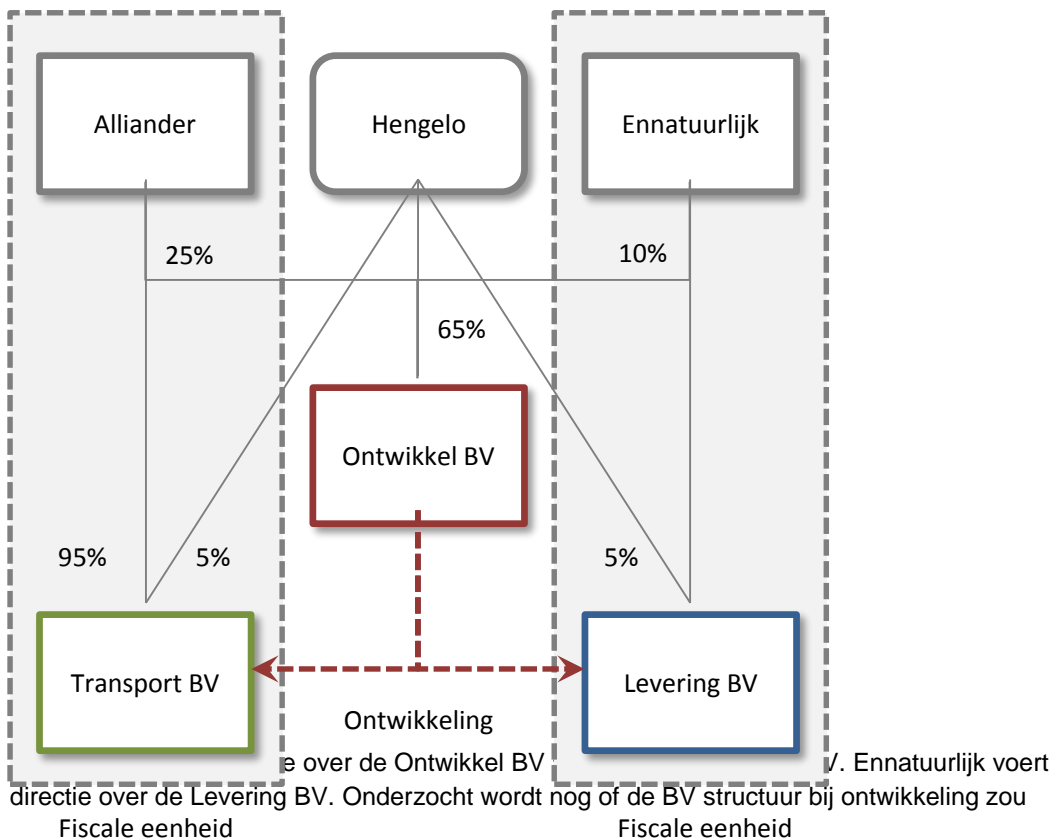 Alliander Hengelo Ennatuurlijk
25% 10%
65%
Ontwikkel BV
95% 5% 5%
Transport BV Levering BV
Ontwikkeling
e over de Ontwikkel BV V. Ennatuurlijk voert
directie over de Levering BV. Onderzocht wordt nog of de BV structuur bij ontwikkeling zou
Fiscale eenheid Fiscale eenheid